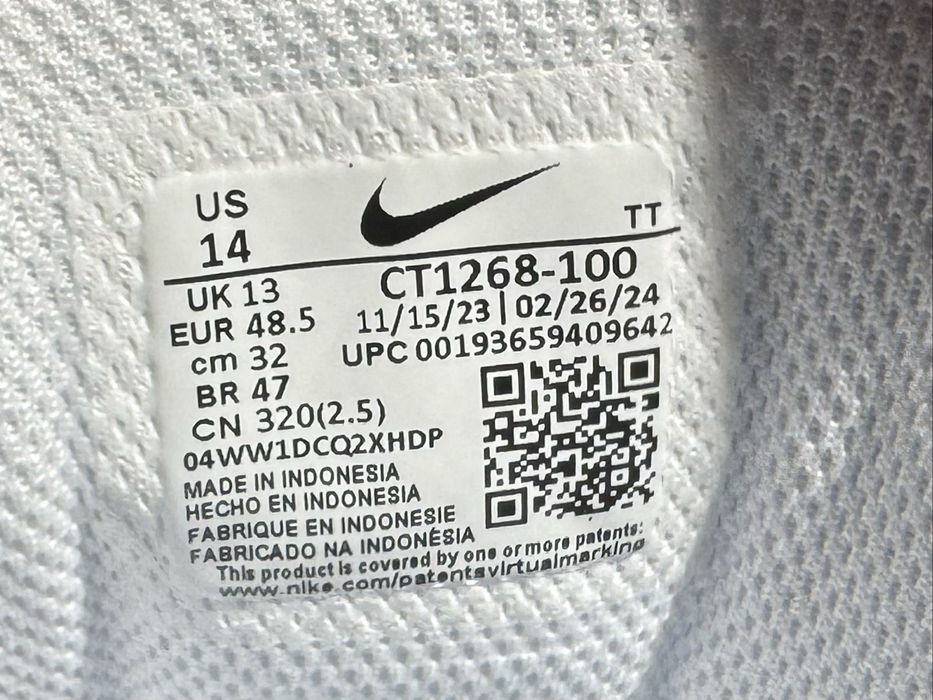 US
14
TT
UK 13
EUR 48.5
cm 32
BR 47
CN 320(2.5)
CT1268-100
11/15/23 | 02/26/24
UPC 00193659409642
04WW1DCQ2XHDP
MADE IN INDONESIA
HECHO EN INDONESIA
FABRIQUE EN INDONESIE
FABRICADO NA INDONÉSIA
This product is covered by one or more patents:
www.nike.com/patentsvirtualmarking